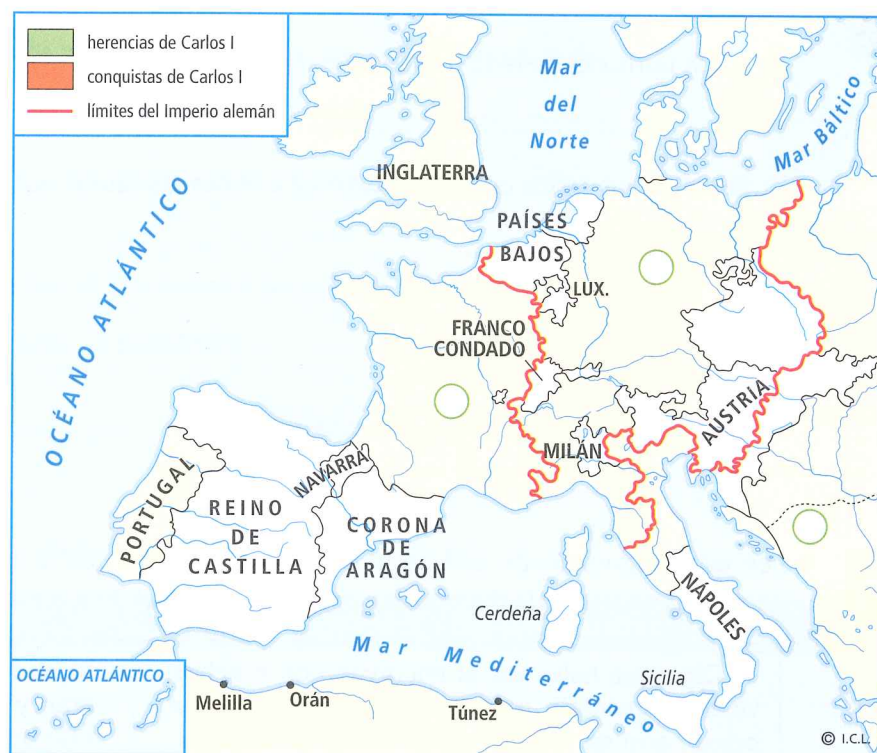 herencias de Carlos I
conquistas de Carlos I
límites del Imperio alemán
Mar
del
Norte
Mar Báltico
OCÉANO ATLÁNTICO
INGLATERRA
PAÍSES
BAJOS
LUX.
FRANCO
CONDADO
AUSTRIA
MILÁN
NAVARRA
PORTUGAL
REINO
DE
CASTILLA
CORONA
DE
ARAGÓN
NÁPOLES
Cerdeña
Mar Mediterráneo
Sicilia
OCÉANO ATLÁNTICO
Melilla
Orán
Túnez
© I.C.L.